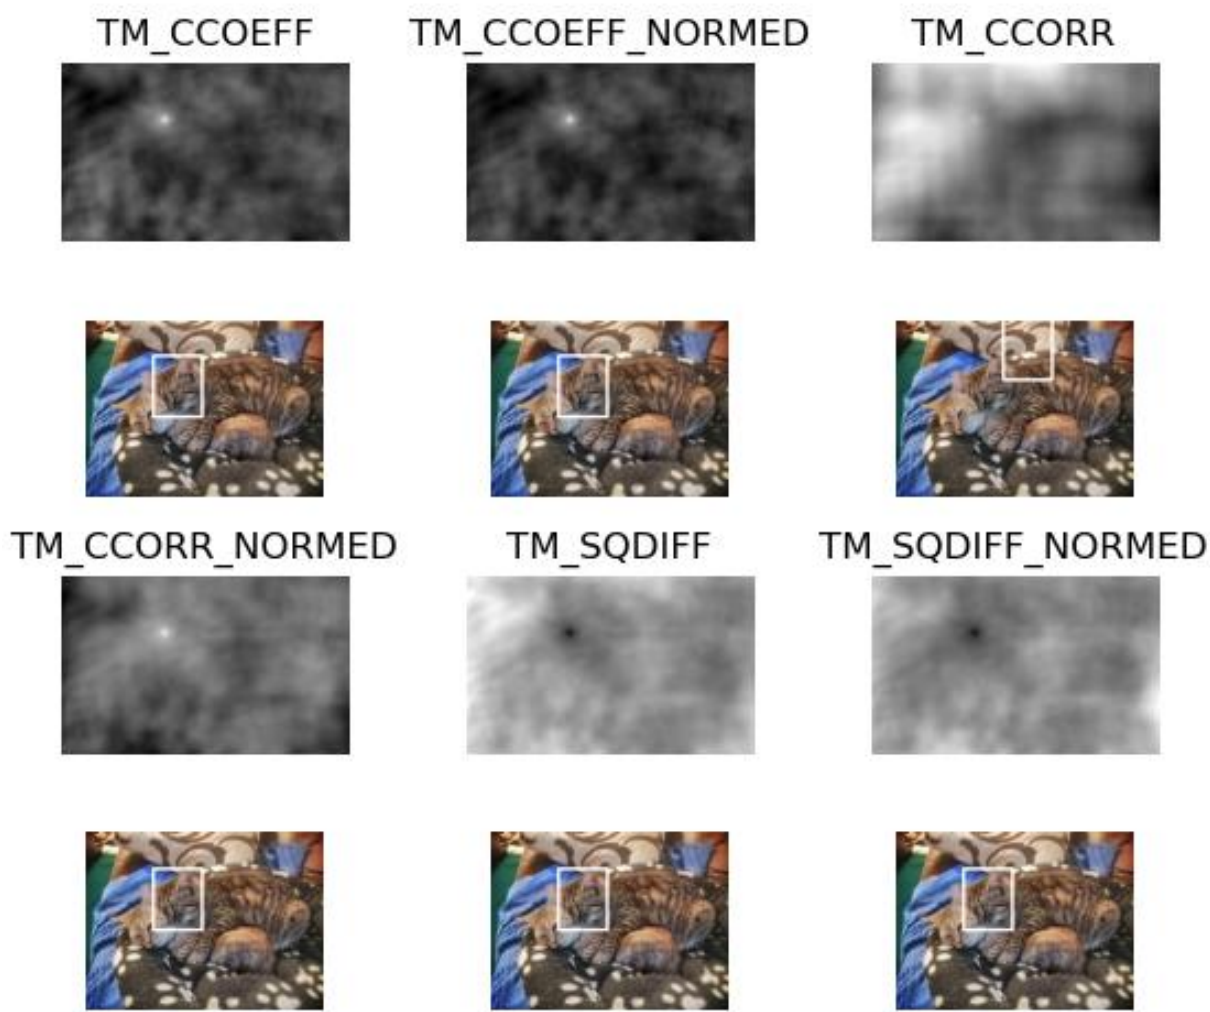 TM_CCOEFF
TM_CCOEFF_NORMED
TM_CCORR
TM_CCORR_NORMED
TM_SQDIFF
TM_SQDIFF_NORMED